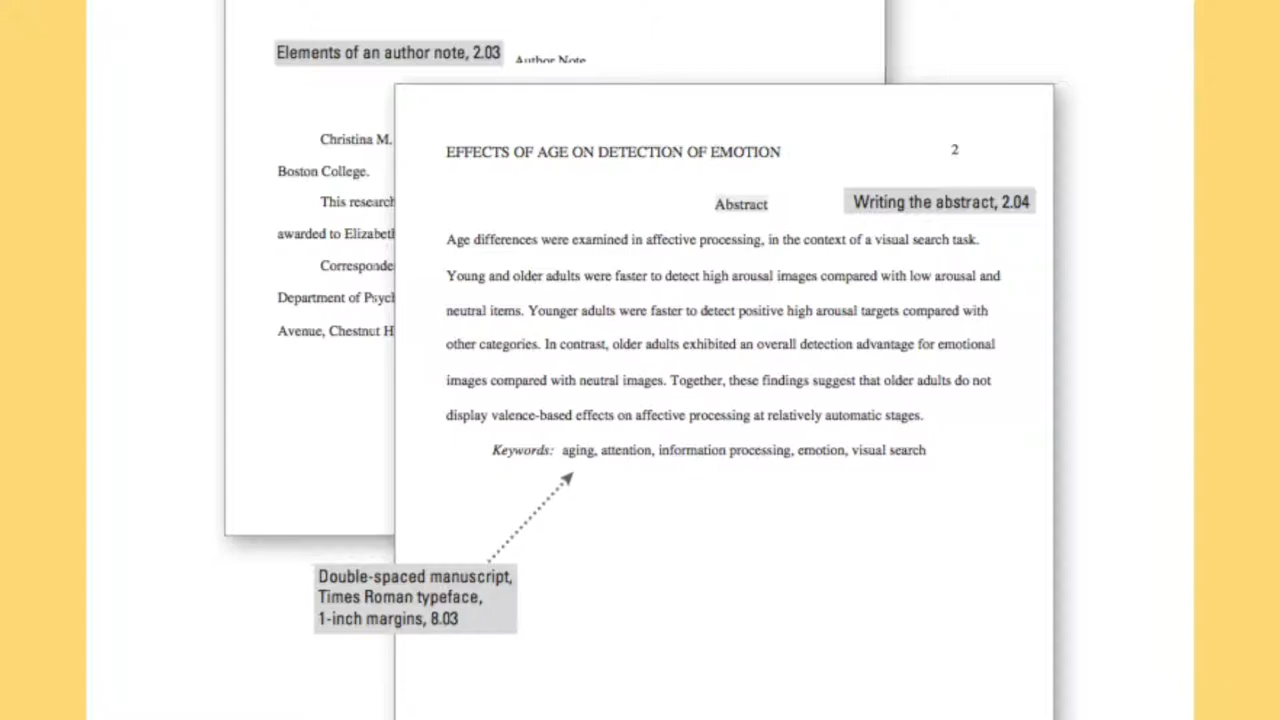 Elements of an author note, 2.03
Author Note
Christina M.
Boston College.
This research
awarded to Elizabeth
Corresponde
Department of Psych
Avenue, Chestnut H
EFFECTS OF AGE ON DETECTION OF EMOTION 2
Abstract
Writing the abstract, 2.04
Age differences were examined in affective processing, in the context of a visual search task.
Young and older adults were faster to detect high arousal images compared with low arousal and
neutral items. Younger adults were faster to detect positive high arousal targets compared with
other categories. In contrast, older adults exhibited an overall detection advantage for emotional
images compared with neutral images. Together, these findings suggest that older adults do not
display valence-based effects on affective processing at relatively automatic stages.
Keywords: aging, attention, information processing, emotion, visual search
Double-spaced manuscript,
Times Roman typeface,
1-inch margins, 8.03